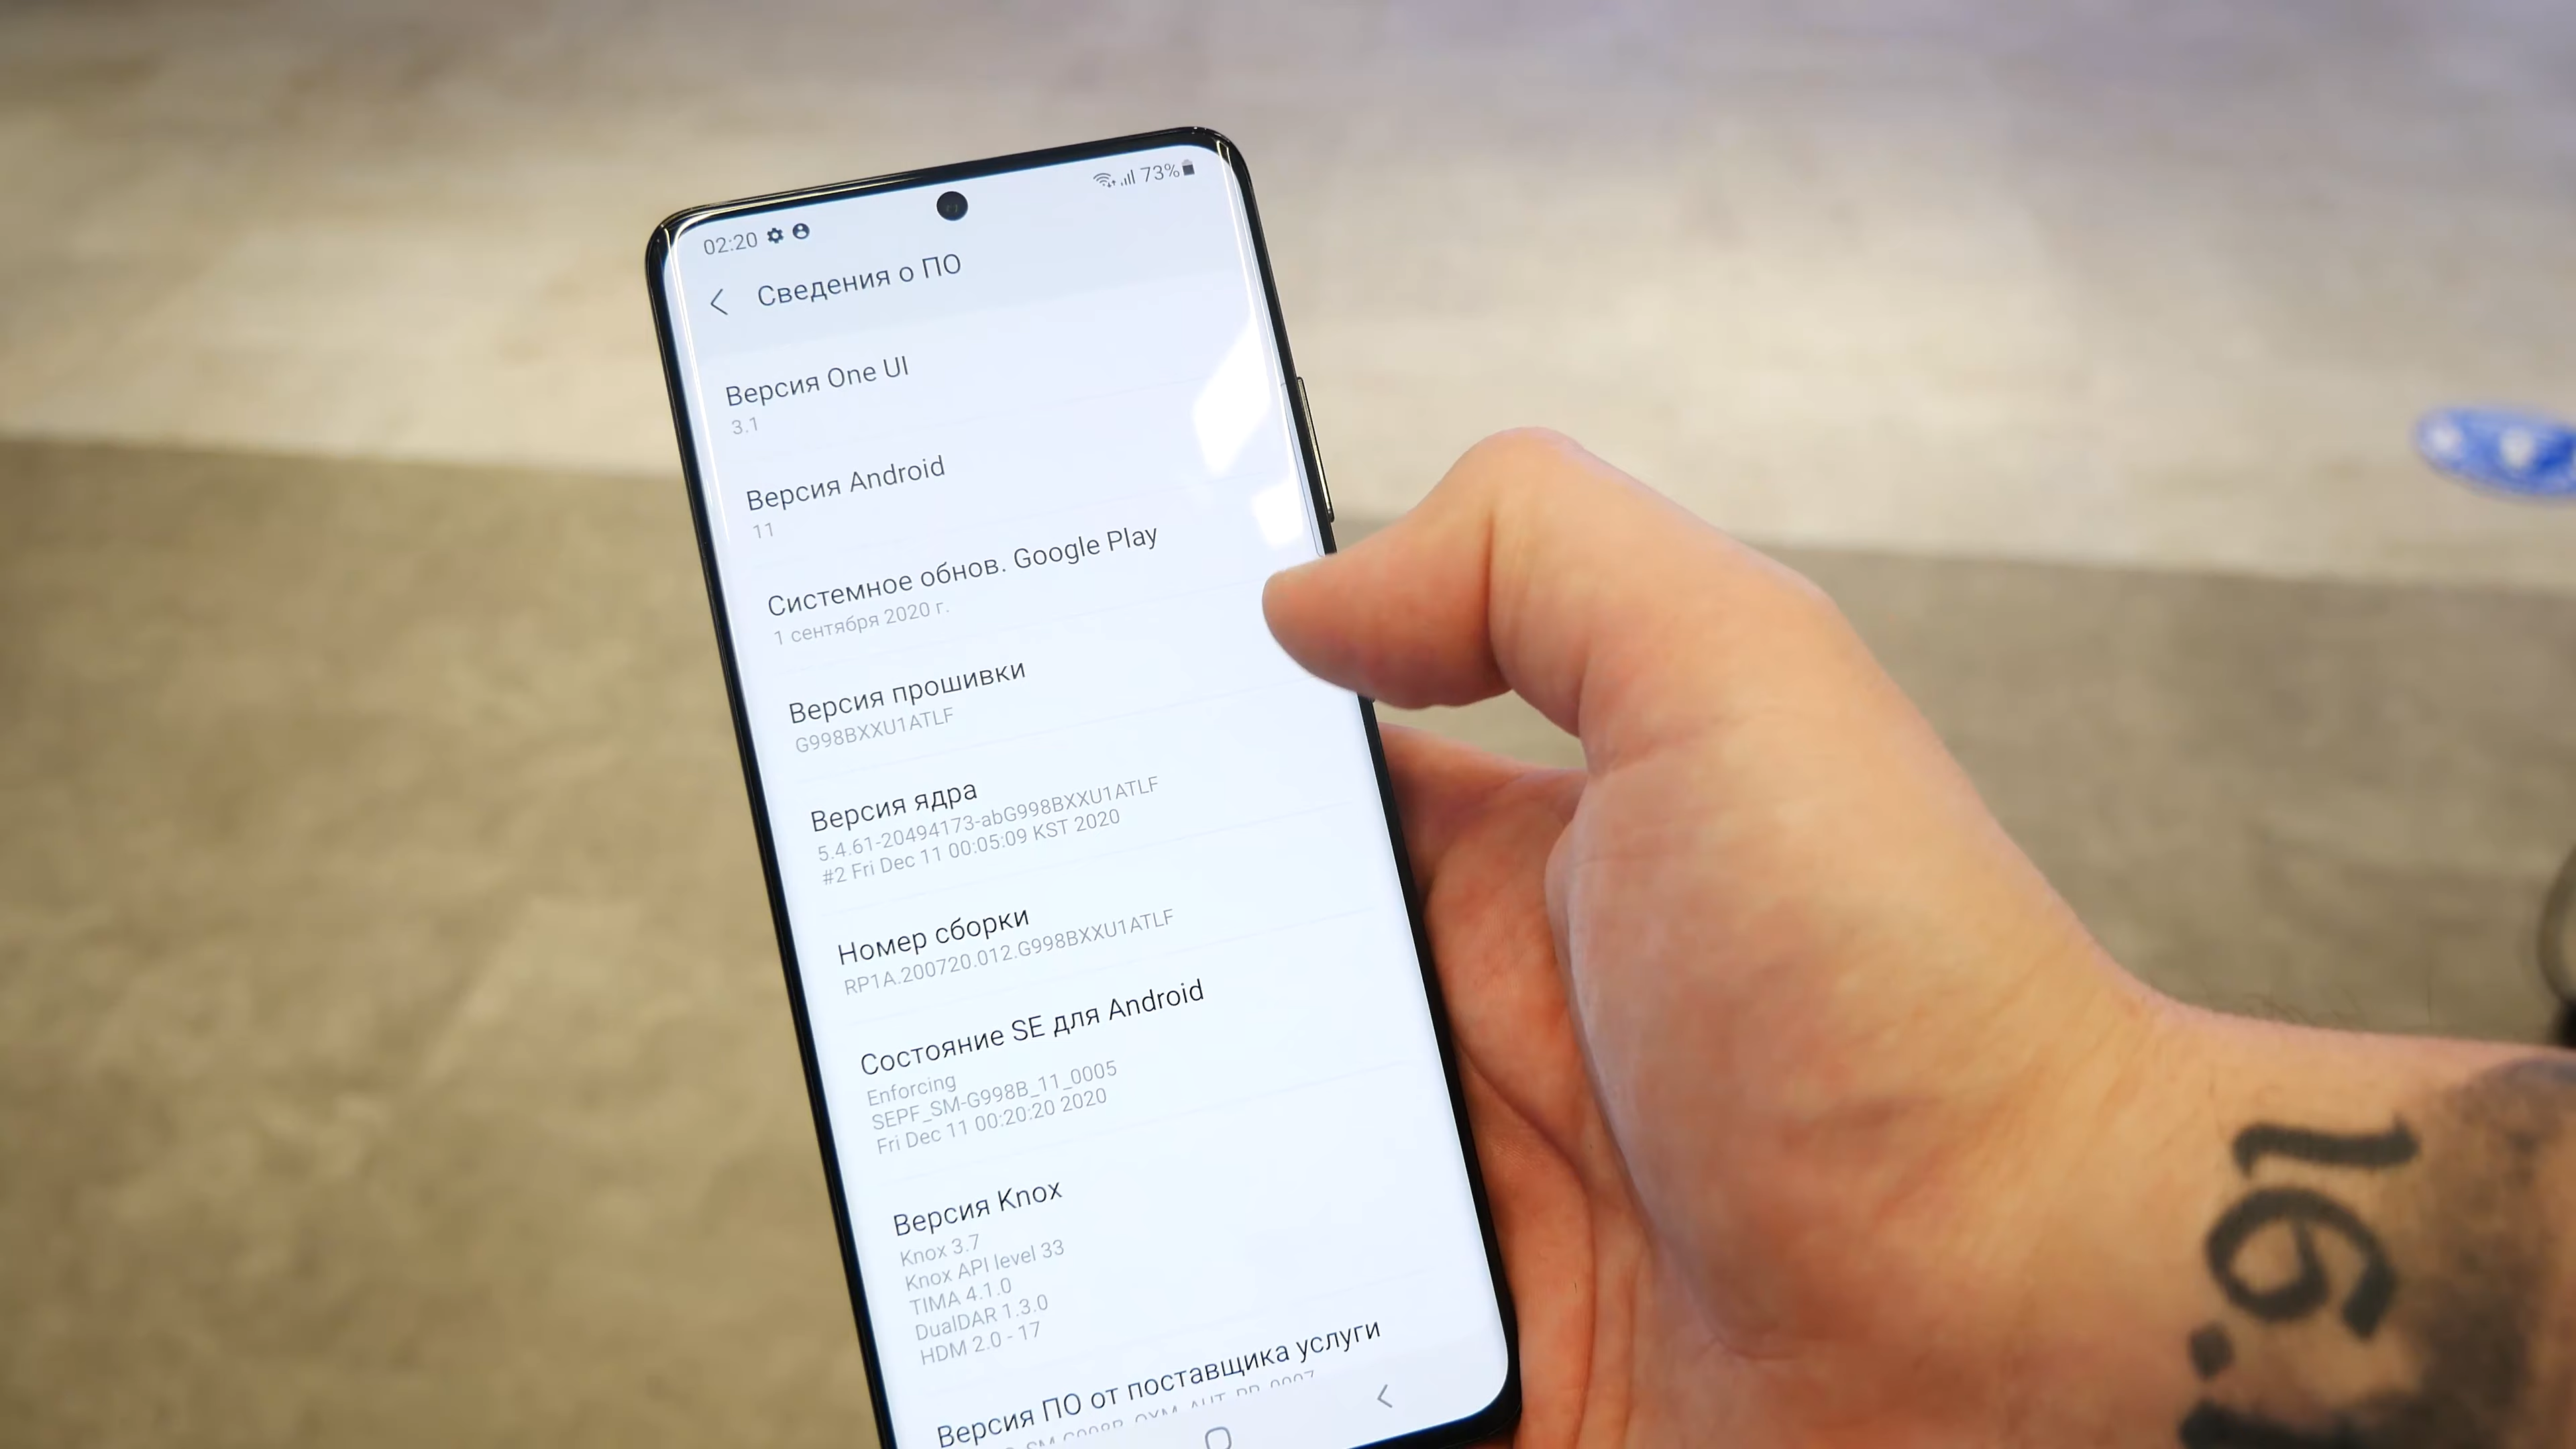 02:20
73%
Сведения о ПО
Версия One UI
3.1
Версия Android
11
Системное обнов. Google Play
1 сентября 2020 г.
Версия прошивки
G998BXXU1ATLF
Версия ядра
5.4.61-20494173-abG998BXXU1ATLF
#2 Fri Dec 11 00:05:09 KST 2020
Номер сборки
RP1A.200720.012.G998BXXU1ATLF
Состояние SE для Android
Enforcing
SEPF_SM-G998B_11_0005
Fri Dec 11 00:20:20 2020
Версия Knox
Knox 3.7
Knox API level 33
TIMA 4.1.0
DualDAR 1.3.0
HDM 2.0 - 17
Версия ПО от поставщика услуги
16.